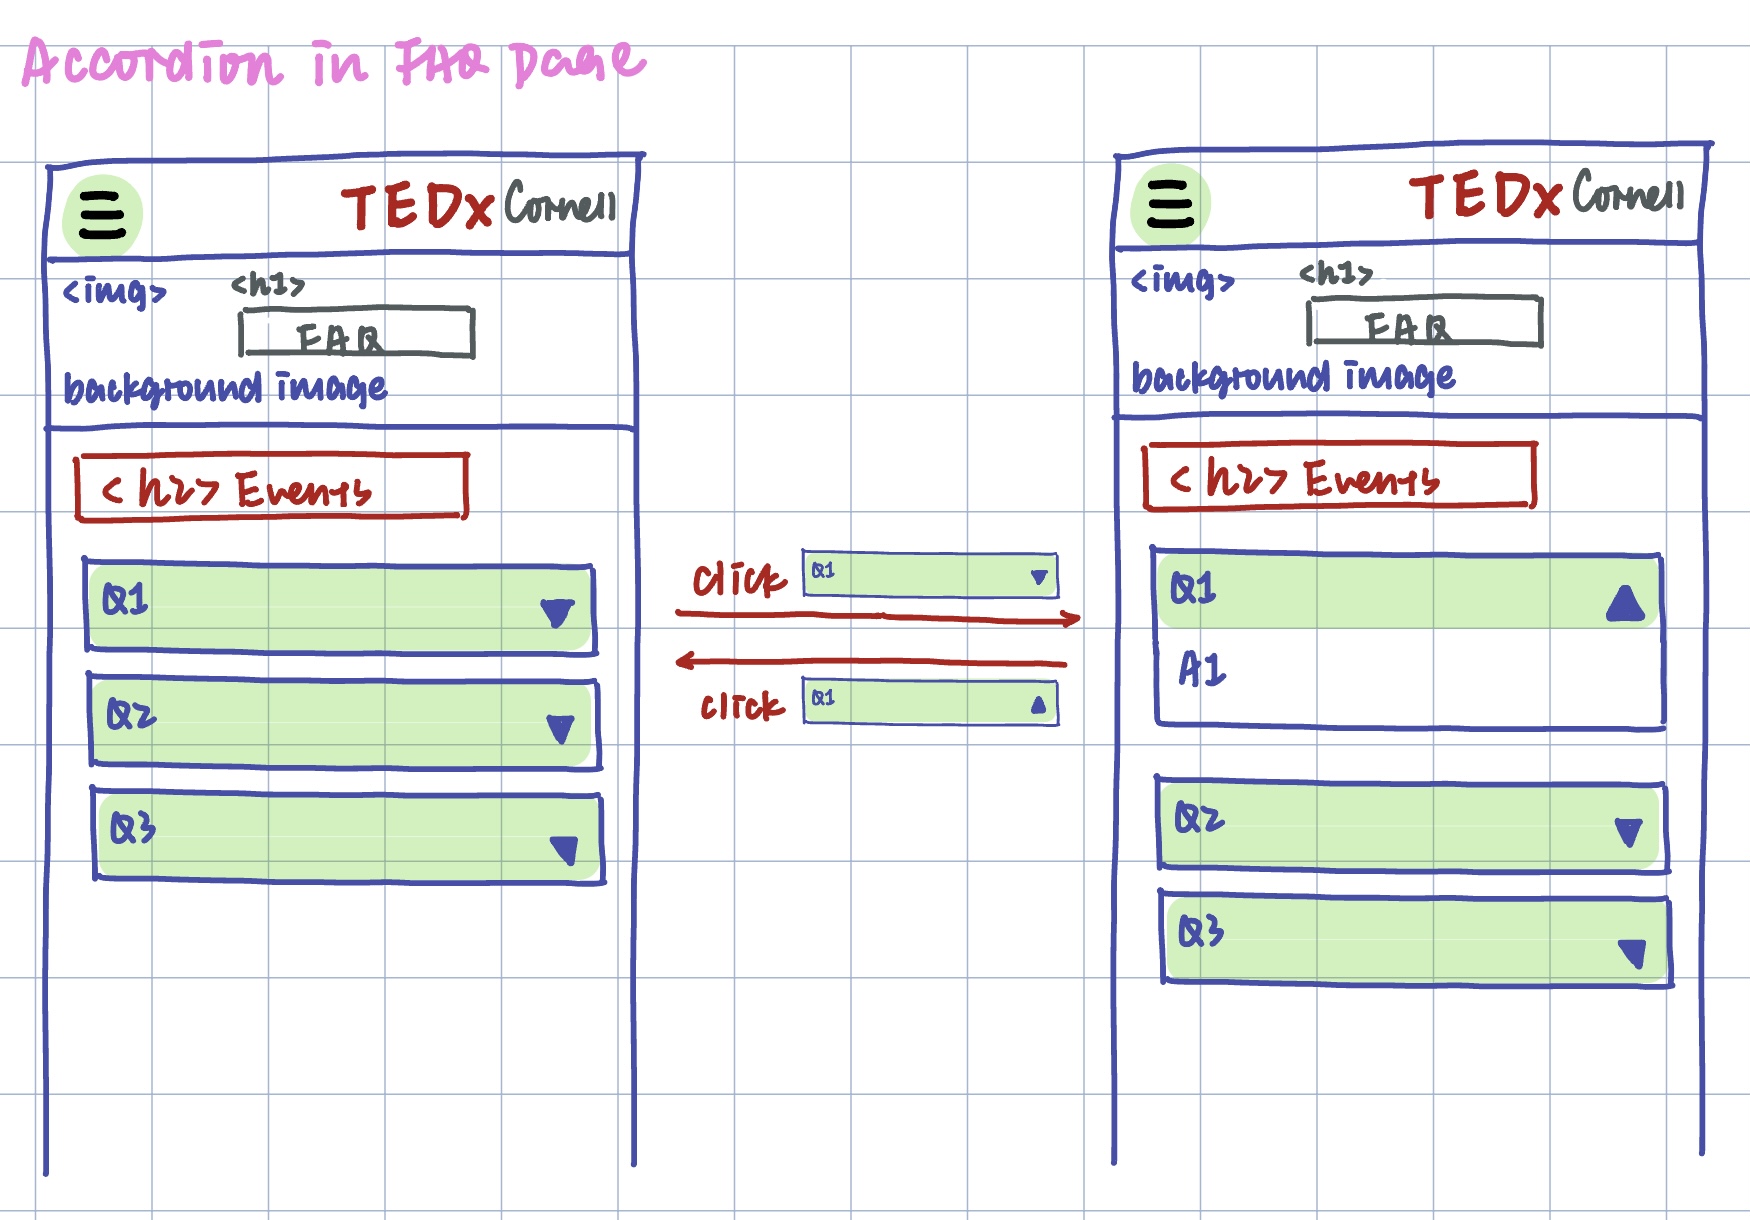 Accordion in FAQ page
TEDx Cornell
<img>
<h1>
FAQ
background image
<h2> Events
Q1
Q2
Q3
click
Q1
click
Q1
TEDx Cornell
<img>
<h1>
FAQ
background image
<h2> Events
Q1
A1
Q2
Q3